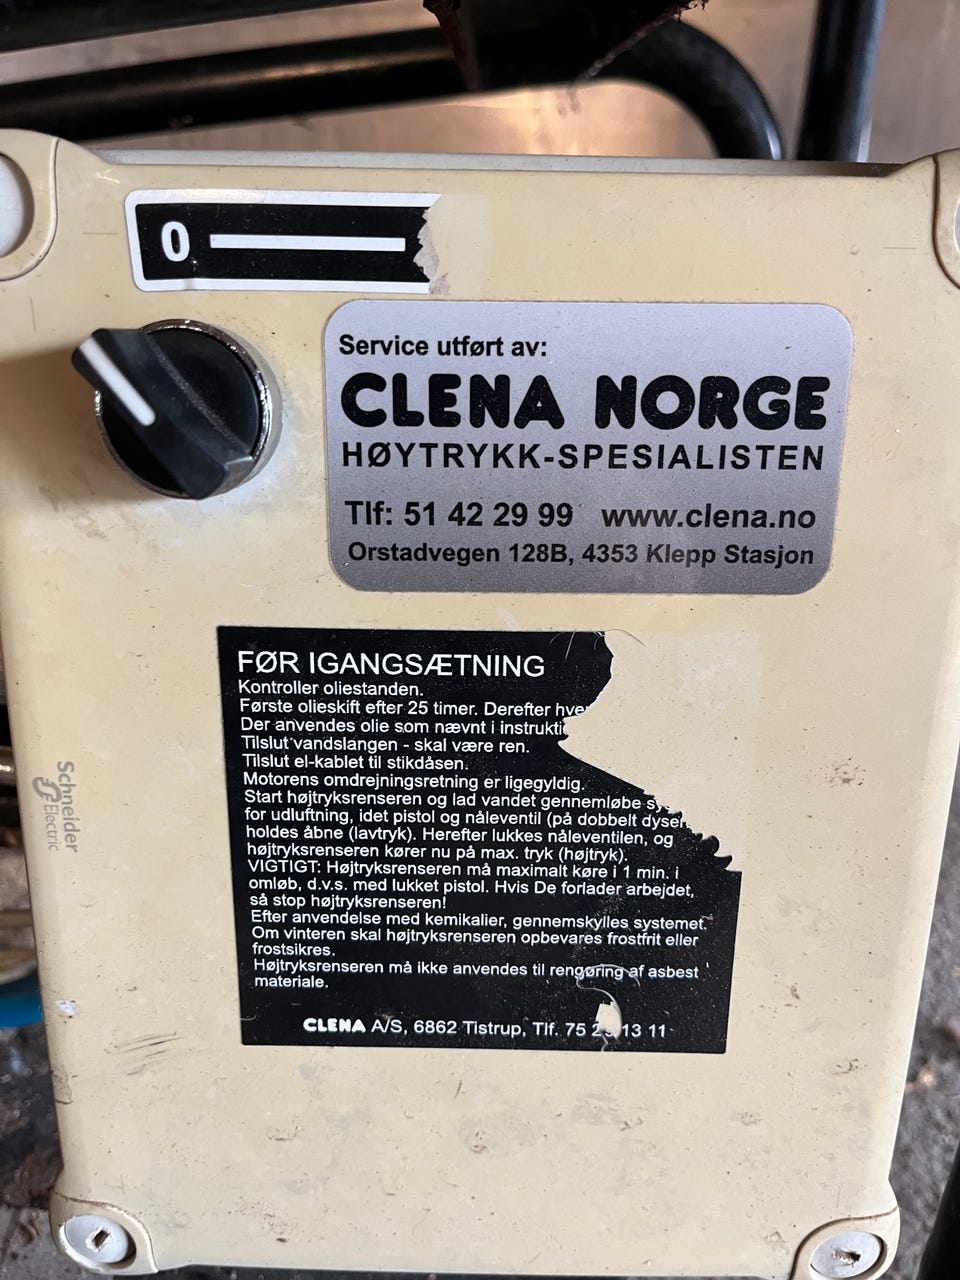 0
Service utført av:
CLENA NORGE
HØYTRYKK-SPESIALISTEN
Tlf: 51 42 29 99 www.clena.no
Orstadvegen 128B, 4353 Klepp Stasjon
FØR IGANGSÆTNING
Kontroller oliestanden.
Første olieskift efter 25 timer. Derefter
Der anvendes olie som nævnt i
Tilslut vandslangen - skal være ren.
Tilslut el-kablet til stikdåsen.
Motorens omdrejningsretning er ligegyldig.
Start højtryksrenseren og lad vandet gennemløbe
for udluftning, idet pistol og nåleventil (på dobbelt
holdes åbne (lavtryk). Herefter lukkes nåleventilen, og
højtryksrenseren kører nu på max. tryk (højtryk).
VIGTIGT: Højtryksrenseren må maximalt køre i 1 min. i
omløb, d.v.s. med lukket pistol. Hvis De forlader arbejdet,
så stop højtryksrenseren!
Efter anvendelse med kemikalier, gennemskylles systemet.
Om vinteren skal højtryksrenseren opbevares frostfrit eller
frostsikres.
Højtryksrenseren må ikke anvendes til rengøring af asbest
materiale.
CLENA A/S, 6862 Tistrup, Tlf. 75 13 11
Schneider
Electric